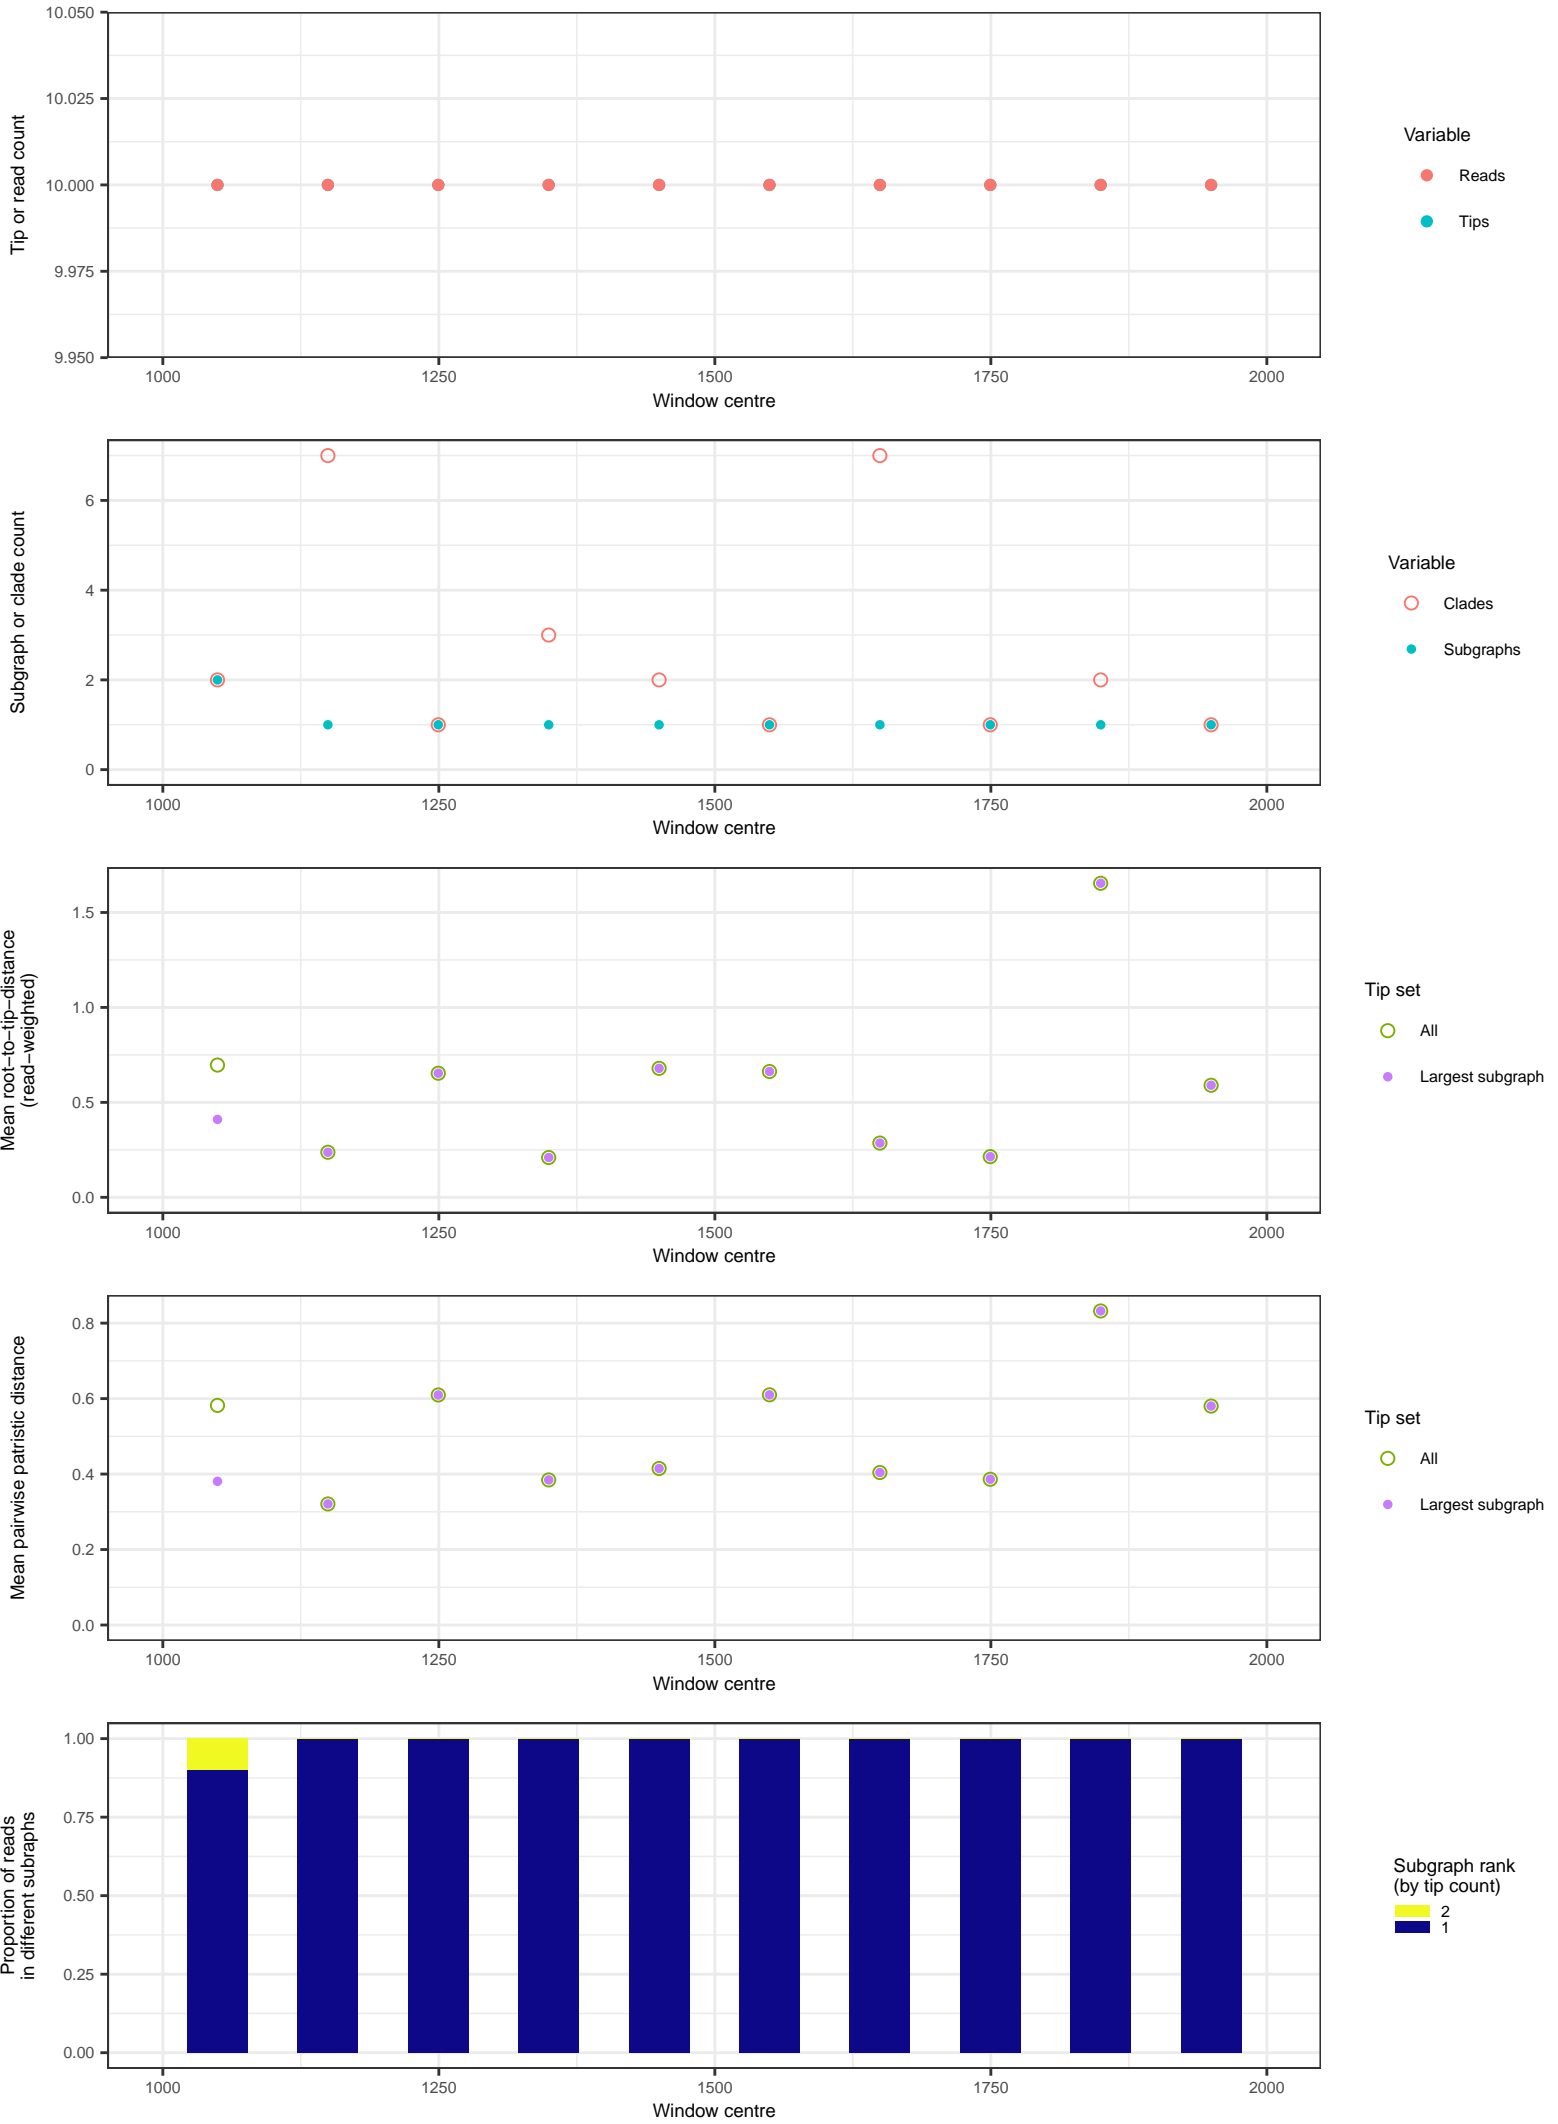 10.050
10.025
10.000
9.975
9.950
Tip or read count
1000 1250 1500 1750 2000
Window centre
Variable
Reads
Tips
6
4
2
0
Subgraph or clade count
1000 1250 1500 1750 2000
Window centre
Variable
Clades
Subgraphs
1.5
1.0
0.5
0.0
Mean root−to−tip−distance
(read−weighted)
1000 1250 1500 1750 2000
Window centre
Tip set
All
Largest subgraph
0.8
0.6
0.4
0.2
0.0
Mean pairwise patristic distance
1000 1250 1500 1750 2000
Window centre
Tip set
All
Largest subgraph
1.00
0.75
0.50
0.25
0.00
Proportion of reads
in different subraphs
1000 1250 1500 1750 2000
Window centre
Subgraph rank
(by tip count)
2
1